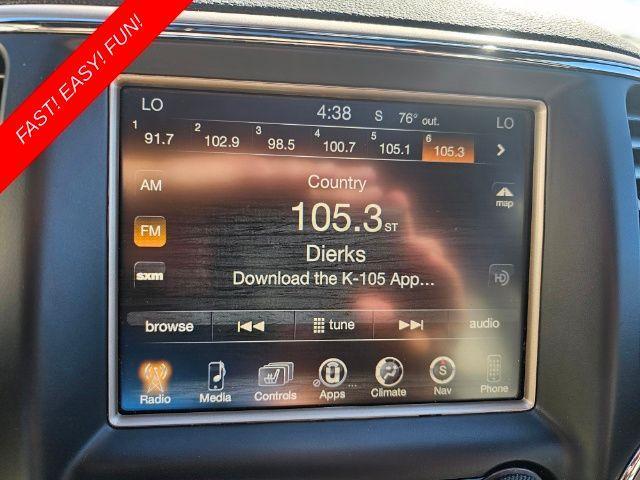 FAST! EASY! FUN!
LO 4:38 S 76° out. LO
1 91.7 2 102.9 3 98.5 4 100.7 5 105.1 6 105.3
AM Country map
FM 105.3 ST
Dierks
sxm Download the K-105 App... HD
browse tune audio
Radio Media Controls Apps ... Climate S Nav Phone